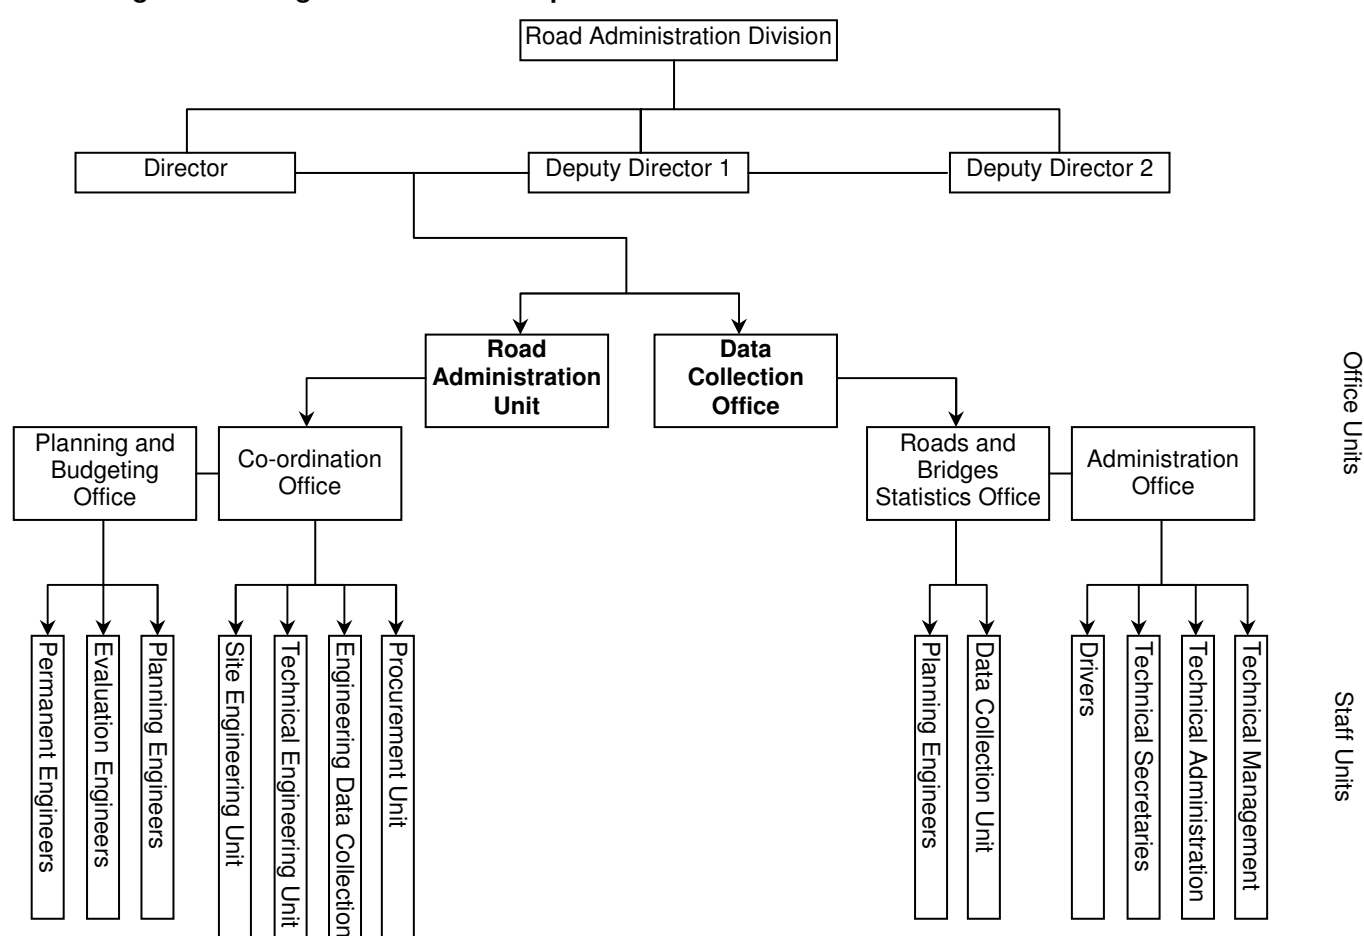 Road Administration Division
Director
Deputy Director 1
Deputy Director 2
Road
Administration
Unit
Data
Collection
Office
Office Units
Planning and
Budgeting
Office
Co-ordination
Office
Roads and
Bridges
Statistics Office
Administration
Office
Permanent Engineers
Evaluation Engineers
Planning Engineers
Site Engineering Unit
Technical Engineering Unit
Engineering Data Collection
Procurement Unit
Planning Engineers
Data Collection Unit
Drivers
Technical Secretaries
Technical Administration
Technical Management
Staff Units